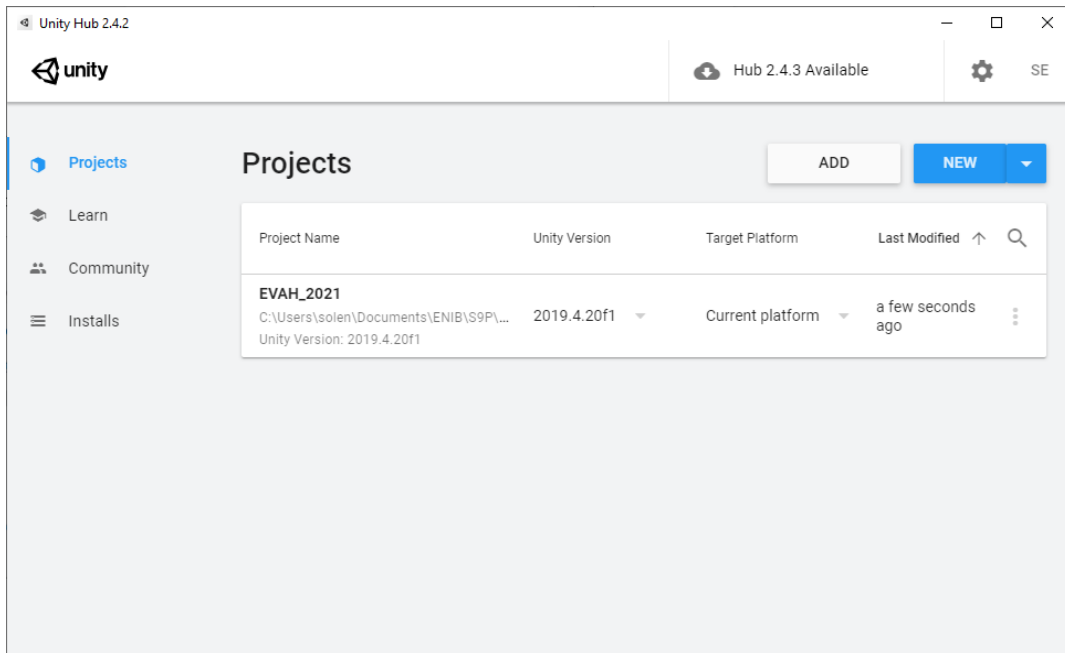 Unity Hub 2.4.2
unity
Hub 2.4.3 Available
SE
Projects
Learn
Community
Installs
Projects
ADD
NEW
Project Name
Unity Version
Target Platform
Last Modified
EVAH_2021
C:\Users\solen\Documents\ENIB\S9P\...
Unity Version: 2019.4.20f1
2019.4.20f1
Current platform
a few seconds
ago